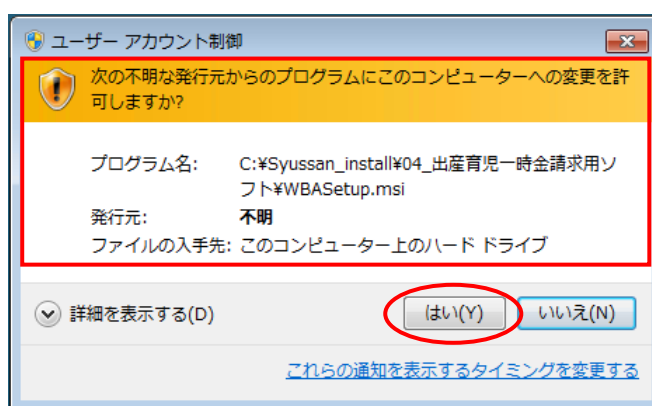 ユーザー アカウント制御
次の不明な発行元からのプログラムにこのコンピューターへの変更を許
可しますか?
プログラム名: C:¥Syussan_install¥04_出産育児一時金請求用ソ
フト¥WBASetup.msi
発行元: 不明
ファイルの入手先: このコンピューター上のハード ドライブ
詳細を表示する(D) はい(Y) いいえ(N)
これらの通知を表示するタイミングを変更する